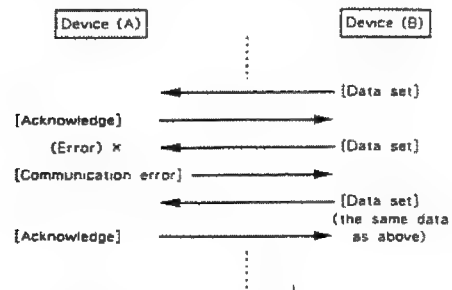 Device (A) Device (B)
[Data set]
[Acknowledge]
(Error) × [Data set]
[Communication error]
[Data set]
(the same data
[Acknowledge] as above)